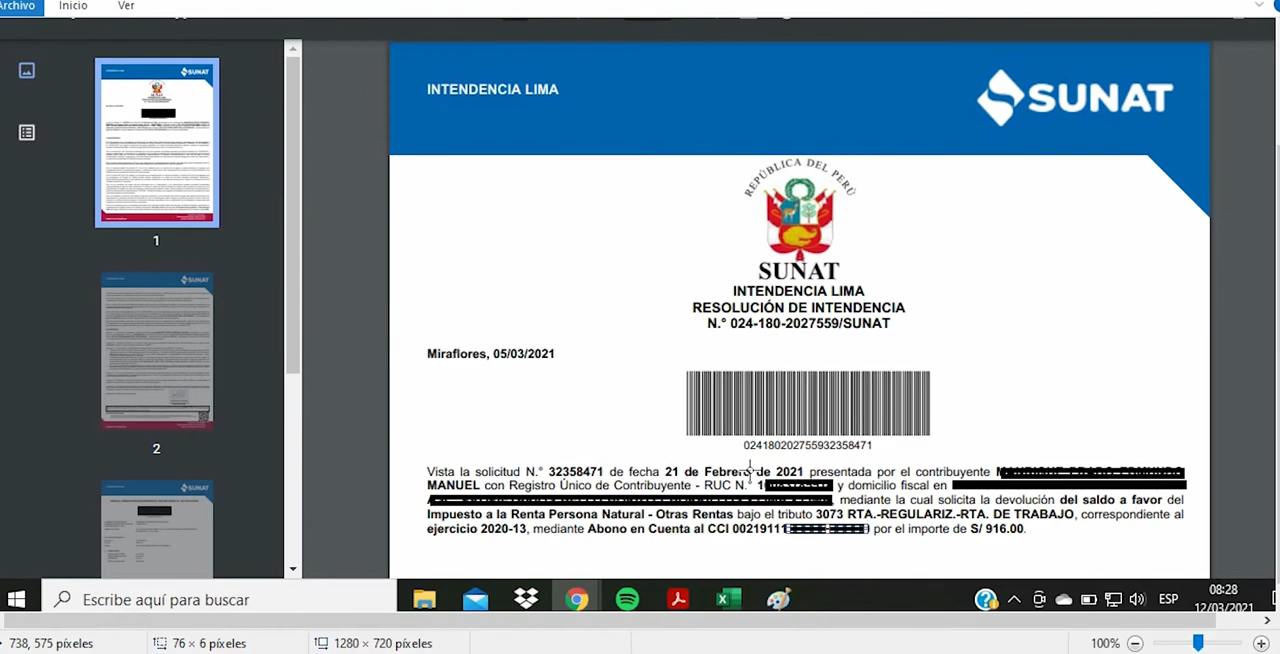 Archivo Inicio Ver
INTENDENCIA LIMA
SUNAT
REPÚBLICA DEL PERÚ
SUNAT
INTENDENCIA LIMA
RESOLUCIÓN DE INTENDENCIA
N.° 024-180-2027559/SUNAT
Miraflores, 05/03/2021
024180202755932358471
Vista la solicitud N.° 32358471 de fecha 21 de Febrero de 2021 presentada por el contribuyente
MANUEL con Registro Único de Contribuyente - RUC N.° y domicilio fiscal en
, mediante la cual solicita la devolución del saldo a favor del
Impuesto a la Renta Persona Natural - Otras Rentas bajo el tributo 3073 RTA.-REGULARIZ.-RTA. DE TRABAJO, correspondiente al
ejercicio 2020-13, mediante Abono en Cuenta al CCI 00219111 por el importe de S/ 916.00.
1
2
Escribe aquí para buscar
ESP
08:28
12/03/2021
738, 575 píxeles
76 × 6 píxeles
1280 × 720 píxeles
100%